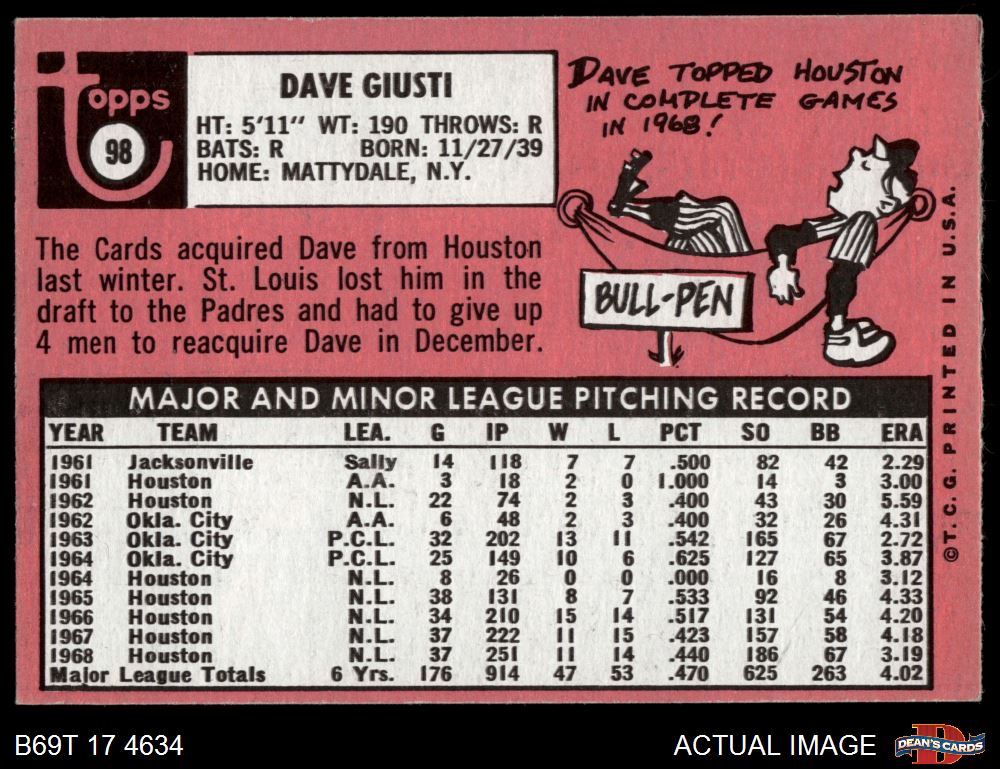 topps
98
DAVE GIUSTI
HT: 5'11" WT: 190 THROWS: R
BATS: R BORN: 11/27/39
HOME: MATTYDALE, N.Y.
DAVE TOPPED HOUSTON
IN COMPLETE GAMES
IN 1968!
BULL-PEN
The Cards acquired Dave from Houston
last winter. St. Louis lost him in the
draft to the Padres and had to give up
4 men to reacquire Dave in December.
MAJOR AND MINOR LEAGUE PITCHING RECORD
YEAR TEAM LEA. G IP W L PCT SO BB ERA
1961 Jacksonville Sally 14 118 7 7 .500 82 42 2.29
1961 Houston A.A. 3 18 2 0 1.000 14 3 3.00
1962 Houston N.L. 22 74 2 3 .400 43 30 5.59
1962 Okla. City A.A. 6 48 2 3 .400 32 26 4.31
1963 Okla. City P.C.L. 32 202 13 11 .542 165 67 2.72
1964 Okla. City P.C.L. 25 149 10 6 .625 127 65 3.87
1964 Houston N.L. 8 26 0 0 .000 16 8 3.12
1965 Houston N.L. 38 131 8 7 .533 92 46 4.33
1966 Houston N.L. 34 210 15 14 .517 131 54 4.20
1967 Houston N.L. 37 222 11 15 .423 157 58 4.18
1968 Houston N.L. 37 251 11 14 .440 186 67 3.19
Major League Totals 6 Yrs. 176 914 47 53 .470 625 263 4.02
©T.C.G. PRINTED IN U.S.A.
B69T 17 4634
ACTUAL IMAGE
D
DEAN'S CARDS